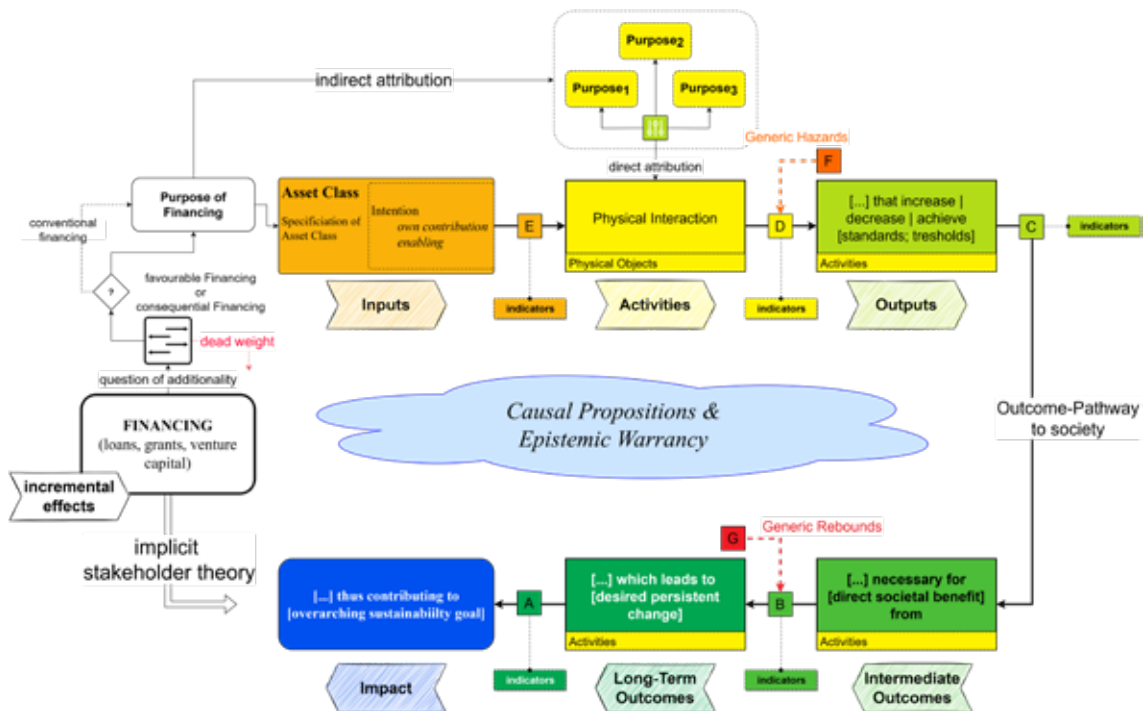 Purpose2
Purpose1
Purpose3
indirect attribution
Generic Hazards
F
direct attribution
Purpose of
Financing
conventional
financing
Asset Class
Specificiation of
Asset Class
Intention
own contribution
enabling
E
Physical Interaction
Physical Objects
D
[...] that increase |
decrease | achieve
[standards; tresholds]
Activities
C
indicators
?
favourable Financing
or
consequential Financing
Inputs
indicators
Activities
indicators
Outputs
dead weight
question of additionality
FINANCING
(loans, grants, venture
capital)
incremental
effects
Causal Propositions &
Epistemic Warrancy
Outcome-Pathway
to society
implicit
stakeholder theory
G
Generic Rebounds
[...] thus contributing to
[overarching sustainabiilty goal]
A
[...] which leads to
[desired persistent
change]
Activities
B
[...] necessary for
[direct societal benefit]
from
Activities
Impact
indicators
Long-Term
Outcomes
indicators
Intermediate
Outcomes